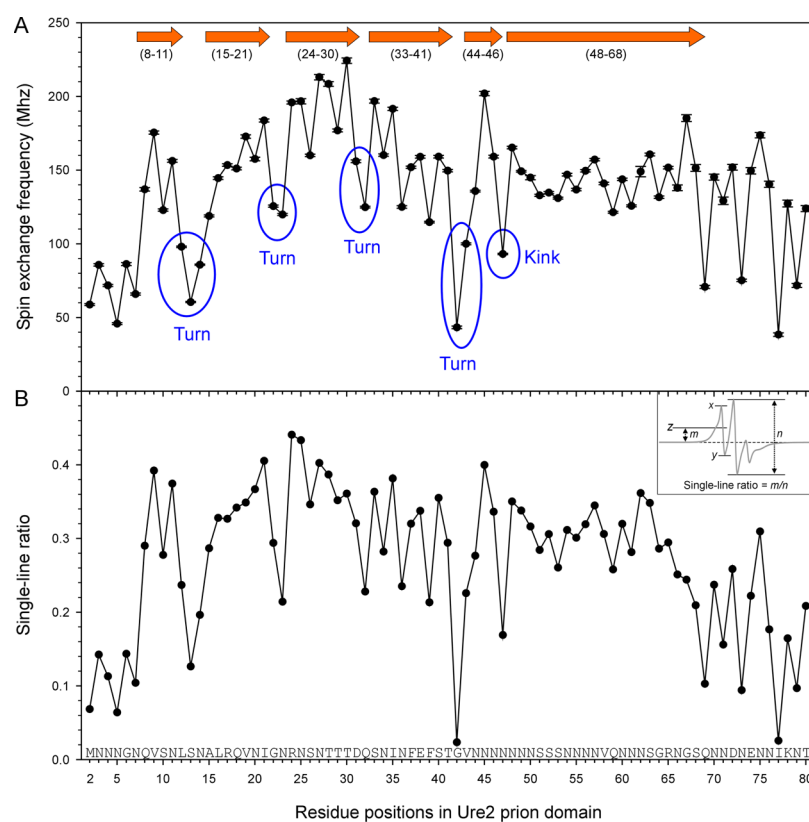 A
250
200
150
100
50
0
Spin exchange frequency (Mhz)
(8-11)
(15-21)
(24-30)
(33-41)
(44-46)
(48-68)
Turn
Turn
Turn
Turn
Kink
B
0.4
0.3
0.2
0.1
0.0
Single-line ratio
x
z
m
y
n
Single-line ratio = m/n
MNNNGNQVSNLSNALRQVNIGNRNSNTTTDQSNINFEFSTGVNNNNNNNSSSNNNNVQNNNSGRNGSQNNDNENNIKNT
2 5 10 15 20 25 30 35 40 45 50 55 60 65 70 75 80
Residue positions in Ure2 prion domain